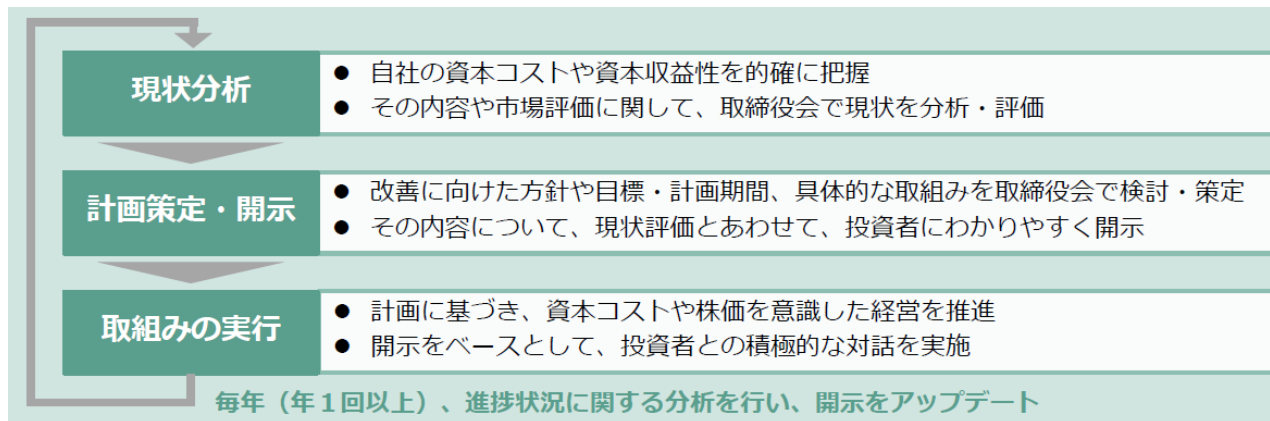 現状分析
● 自社の資本コストや資本収益性を的確に把握
● その内容や市場評価に関して、取締役会で現状を分析・評価
計画策定・開示
● 改善に向けた方針や目標・計画期間、具体的な取組みを取締役会で検討・策定
● その内容について、現状評価とあわせて、投資者にわかりやすく開示
取組みの実行
● 計画に基づき、資本コストや株価を意識した経営を推進
● 開示をベースとして、投資者との積極的な対話を実施
毎年（年１回以上）、進捗状況に関する分析を行い、開示をアップデート